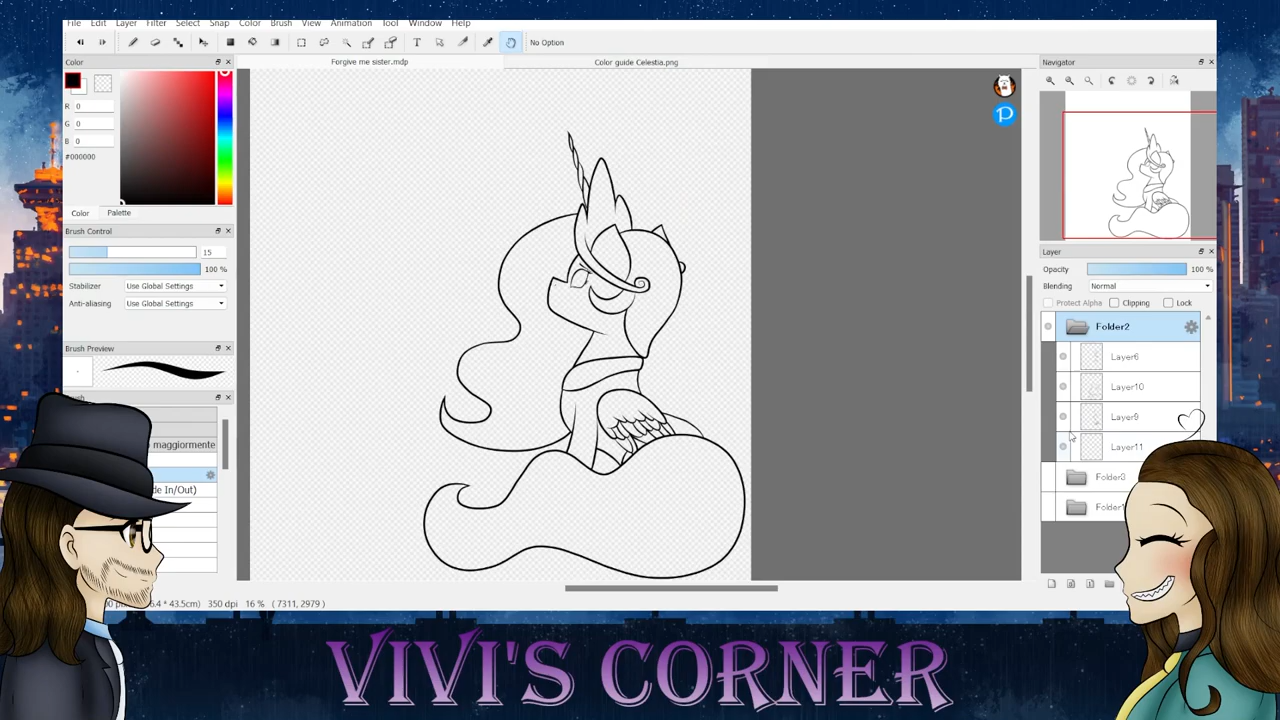 File Edit Layer Filter Select Snap Color Brush View Animation Tool Window Help
No Option
Color
Forgive me sister.mdp
Color guide Celestia.png
Navigator
R 0
G 0
B 0
#000000
Color Palette
Brush Control
15
100 %
Stabilizer Use Global Settings
Anti-aliasing Use Global Settings
Brush Preview
maggiormente
de In/Out)
Layer
Opacity 100 %
Blending Normal
Protect Alpha Clipping Lock
Folder2
Layer6
Layer10
Layer9
Layer11
Folder3
350 dpi 16 % ( 7311, 2979 )
VIVI'S CORNER